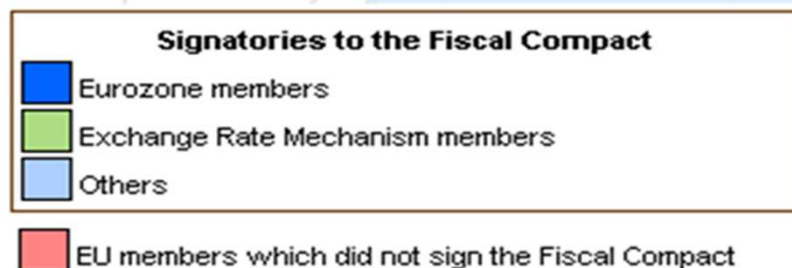 Signatories to the Fiscal Compact
Eurozone members
Exchange Rate Mechanism members
Others
EU members which did not sign the Fiscal Compact